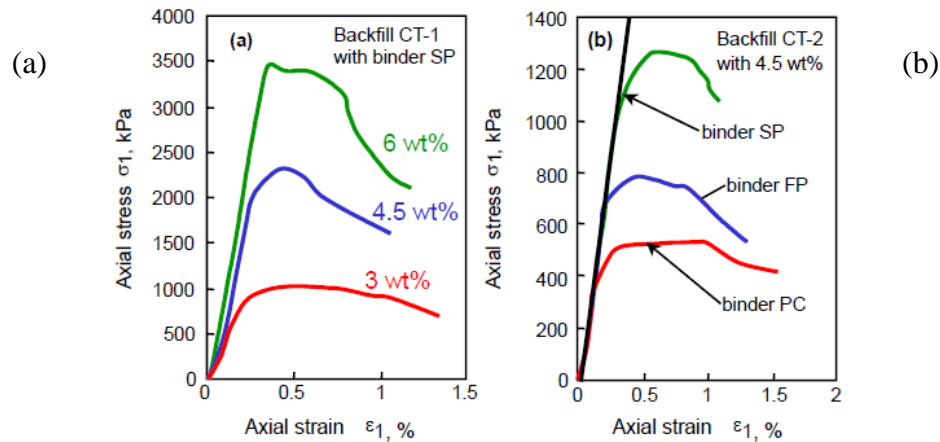 (a)
(a)
Backfill CT-1
with binder SP
Axial stress σ1, kPa
4000
3500
3000
2500
2000
1500
1000
500
0
6 wt%
4.5 wt%
3 wt%
0
0.5
1
1.5
Axial strain ε1, %
(b)
Backfill CT-2
with 4.5 wt%
Axial stress σ1, kPa
1400
1200
1000
800
600
400
200
0
binder SP
binder FP
binder PC
0
0.5
1
1.5
2
Axial strain ε1, %
(b)